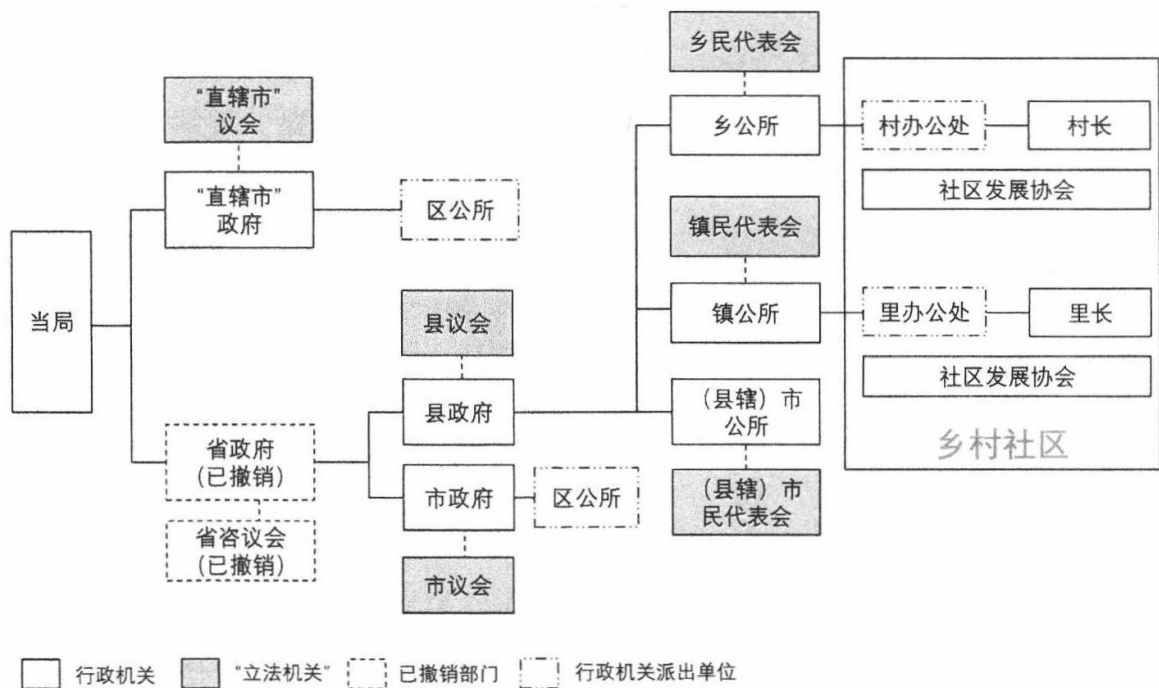 乡民代表会
“直辖市”
议会
乡公所
村办公处
村长
社区发展协会
“直辖市”
政府
区公所
镇民代表会
当局
县议会
镇公所
里办公处
里长
社区发展协会
县政府
（县辖）市
公所
乡村社区
省政府
（已撤销）
市政府
区公所
（县辖）市
民代表会
省咨议会
（已撤销）
市议会
行政机关
“立法机关”
已撤销部门
行政机关派出单位